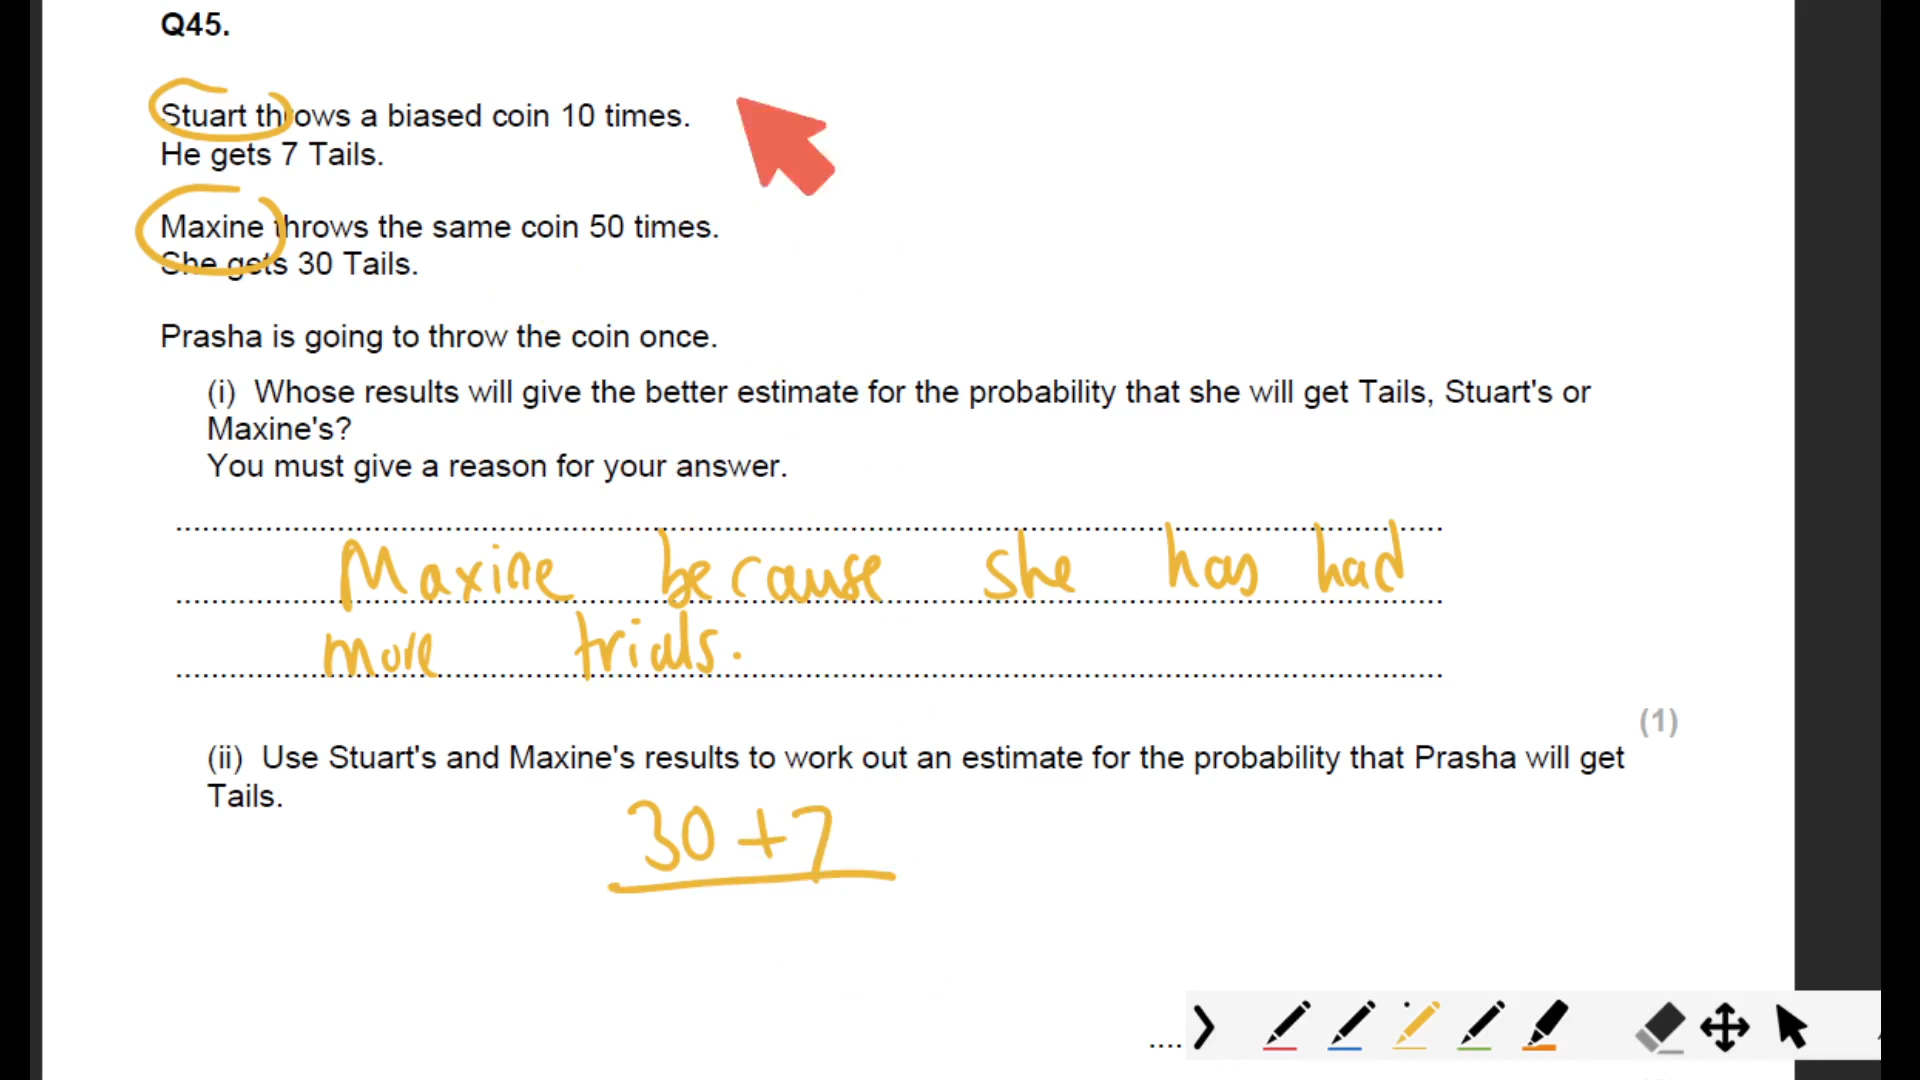 Q45.
Stuart throws a biased coin 10 times.
He gets 7 Tails.
Maxine throws the same coin 50 times.
She gets 30 Tails.
Prasha is going to throw the coin once.
(i) Whose results will give the better estimate for the probability that she will get Tails, Stuart's or
Maxine's?
You must give a reason for your answer.
Maxine because she has had
more trials.
(1)
(ii) Use Stuart's and Maxine's results to work out an estimate for the probability that Prasha will get
Tails.
30 + 7